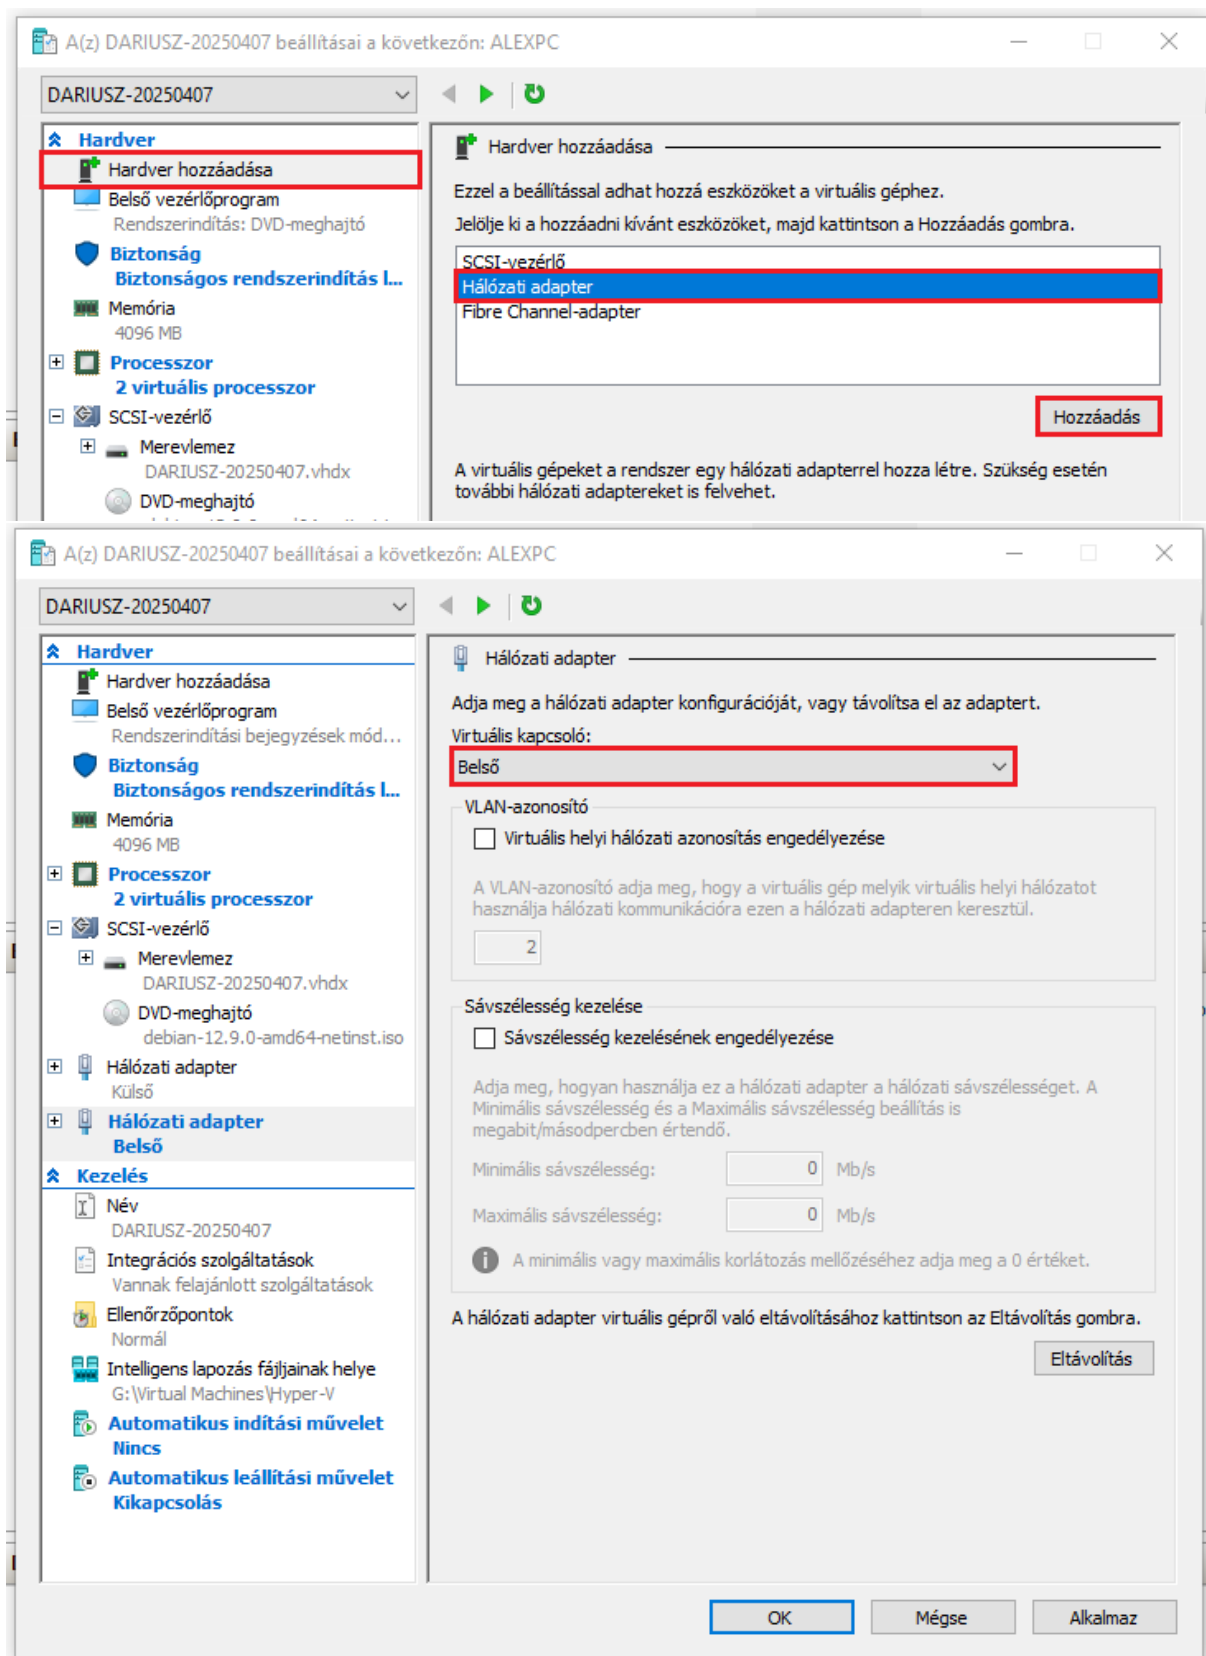 A(z) DARIUSZ-20250407 beállításai a következőn: ALEXPC
DARIUSZ-20250407
Hardver
Hardver hozzáadása
Belső vezérlőprogram
Rendszerindítás: DVD-meghajtó
Biztonság
Biztonságos rendszerindítás l...
Memória
4096 MB
Processzor
2 virtuális processzor
SCSI-vezérlő
Merevlemez
DARIUSZ-20250407.vhdx
DVD-meghajtó
Hardver hozzáadása
Ezzel a beállítással adhat hozzá eszközöket a virtuális géphez.
Jelölje ki a hozzáadni kívánt eszközöket, majd kattintson a Hozzáadás gombra.
SCSI-vezérlő
Hálózati adapter
Fibre Channel-adapter
Hozzáadás
A virtuális gépeket a rendszer egy hálózati adapterrel hozza létre. Szükség esetén
további hálózati adaptereket is felvehet.
A(z) DARIUSZ-20250407 beállításai a következőn: ALEXPC
DARIUSZ-20250407
Hardver
Hardver hozzáadása
Belső vezérlőprogram
Rendszerindítási bejegyzések mód...
Biztonság
Biztonságos rendszerindítás l...
Memória
4096 MB
Processzor
2 virtuális processzor
SCSI-vezérlő
Merevlemez
DARIUSZ-20250407.vhdx
DVD-meghajtó
debian-12.9.0-amd64-netinst.iso
Hálózati adapter
Külső
Hálózati adapter
Belső
Kezelés
Név
DARIUSZ-20250407
Integrációs szolgáltatások
Vannak felajánlott szolgáltatások
Ellenőrzőpontok
Normál
Intelligens lapozás fájljainak helye
G:\Virtual Machines\Hyper-V
Automatikus indítási művelet
Nincs
Automatikus leállítási művelet
Kikapcsolás
Hálózati adapter
Adja meg a hálózati adapter konfigurációját, vagy távolítsa el az adaptert.
Virtuális kapcsoló:
Belső
VLAN-azonosító
Virtuális helyi hálózati azonosítás engedélyezése
A VLAN-azonosító adja meg, hogy a virtuális gép melyik virtuális helyi hálózatot
használja hálózati kommunikációra ezen a hálózati adapteren keresztül.
2
Sávszélesség kezelése
Sávszélesség kezelésének engedélyezése
Adja meg, hogyan használja ez a hálózati adapter a hálózati sávszélességet. A
Minimális sávszélesség és a Maximális sávszélesség beállítás is
megabit/másodpercben értendő.
Minimális sávszélesség: 0 Mb/s
Maximális sávszélesség: 0 Mb/s
A minimális vagy maximális korlátozás mellőzéséhez adja meg a 0 értéket.
A hálózati adapter virtuális gépről való eltávolításához kattintson az Eltávolítás gombra.
Eltávolítás
OK Mégse Alkalmaz